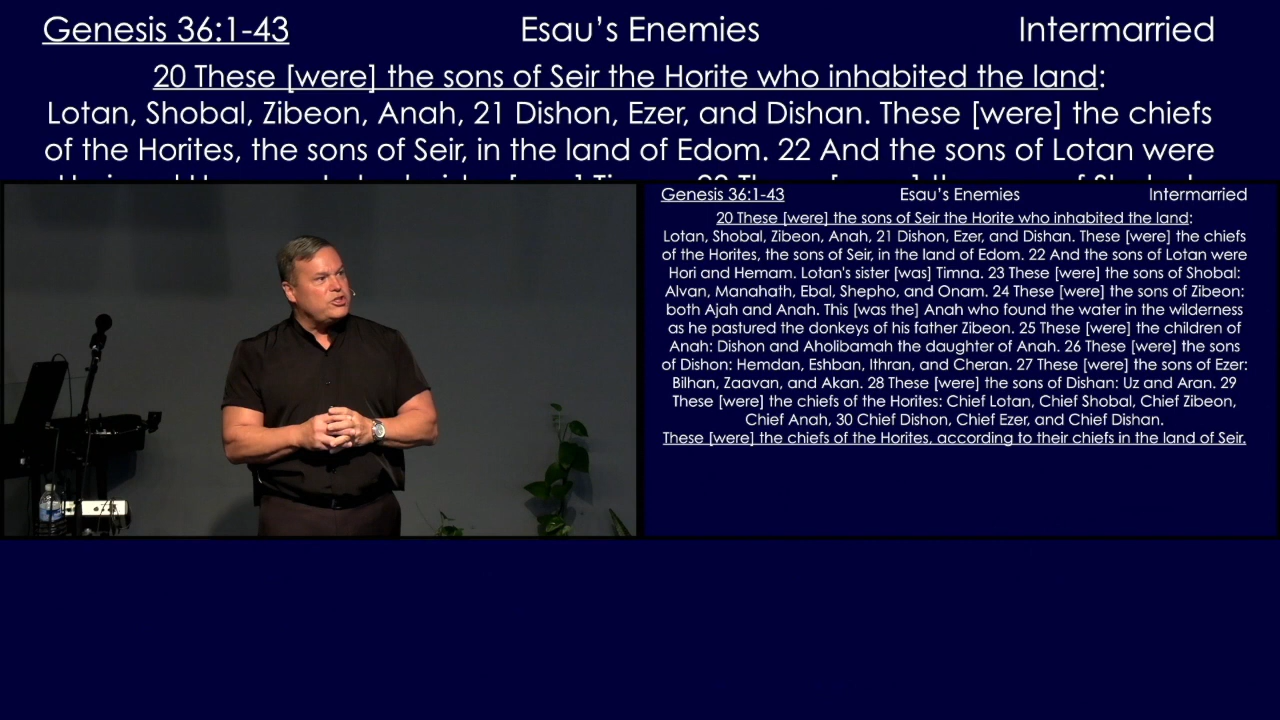 Genesis 36:1-43 Esau’s Enemies Intermarried
20 These [were] the sons of Seir the Horite who inhabited the land:
Lotan, Shobal, Zibeon, Anah, 21 Dishon, Ezer, and Dishan. These [were] the chiefs
of the Horites, the sons of Seir, in the land of Edom. 22 And the sons of Lotan were
Genesis 36:1-43 Esau’s Enemies Intermarried
20 These [were] the sons of Seir the Horite who inhabited the land:
Lotan, Shobal, Zibeon, Anah, 21 Dishon, Ezer, and Dishan. These [were] the chiefs
of the Horites, the sons of Seir, in the land of Edom. 22 And the sons of Lotan were
Hori and Hemam. Lotan's sister [was] Timna. 23 These [were] the sons of Shobal:
Alvan, Manahath, Ebal, Shepho, and Onam. 24 These [were] the sons of Zibeon:
both Ajah and Anah. This [was the] Anah who found the water in the wilderness
as he pastured the donkeys of his father Zibeon. 25 These [were] the children of
Anah: Dishon and Aholibamah the daughter of Anah. 26 These [were] the sons
of Dishon: Hemdan, Eshban, Ithran, and Cheran. 27 These [were] the sons of Ezer:
Bilhan, Zaavan, and Akan. 28 These [were] the sons of Dishan: Uz and Aran. 29
These [were] the chiefs of the Horites: Chief Lotan, Chief Shobal, Chief Zibeon,
Chief Anah, 30 Chief Dishon, Chief Ezer, and Chief Dishan.
These [were] the chiefs of the Horites, according to their chiefs in the land of Seir.